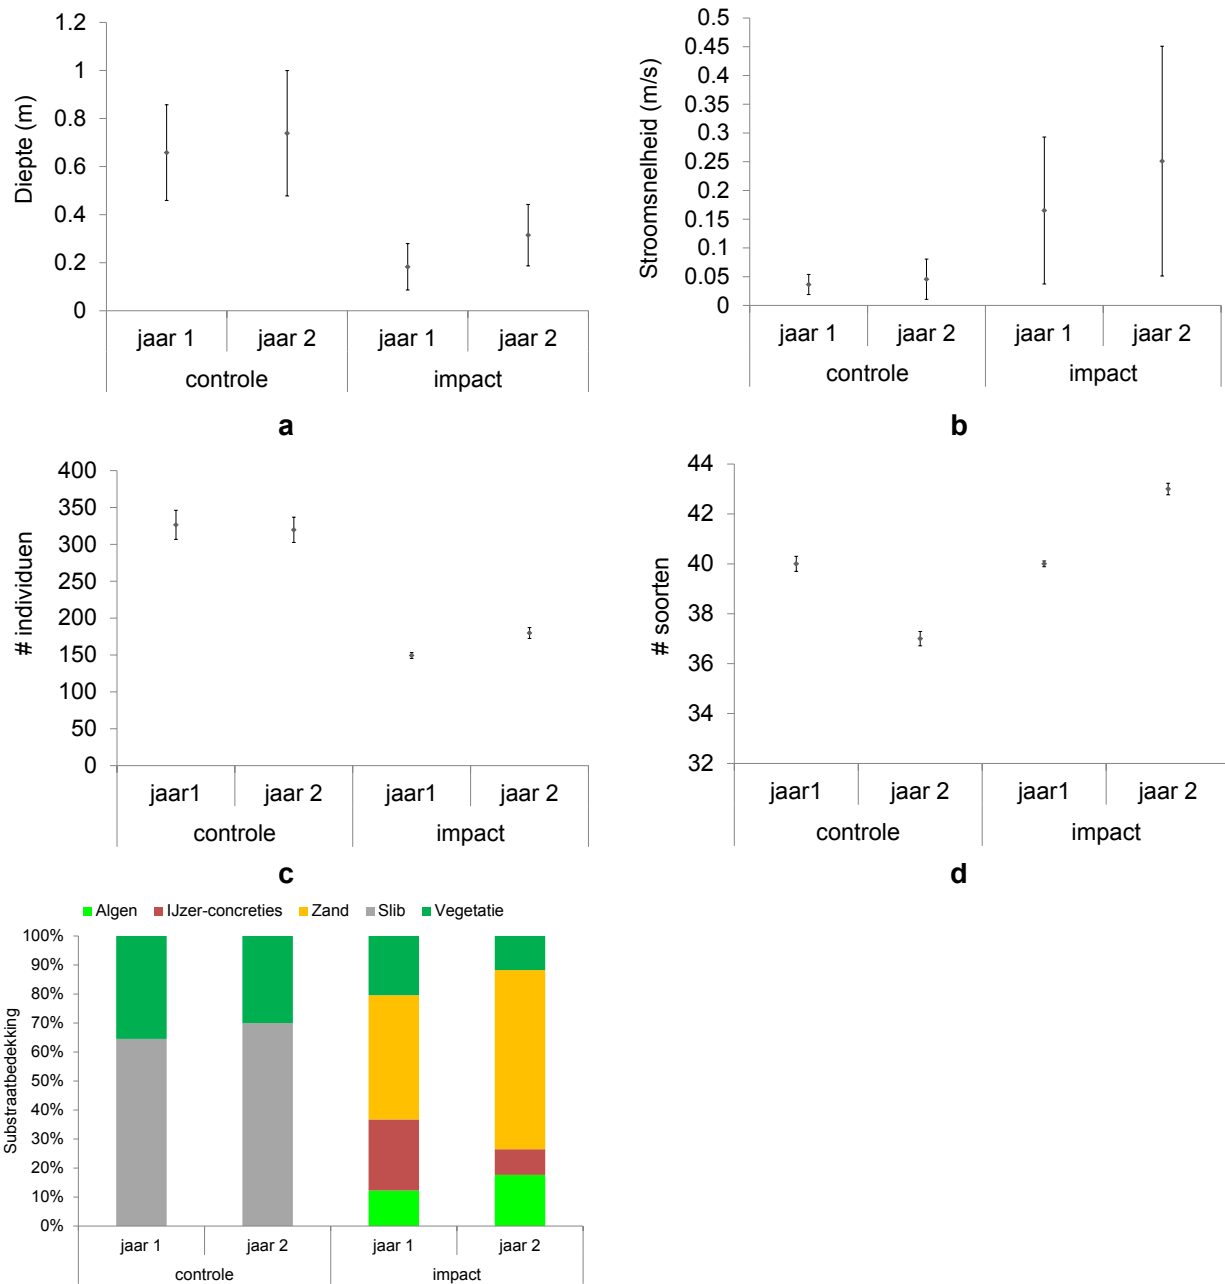 Diepte (m)
1.2
1
0.8
0.6
0.4
0.2
0
jaar 1 jaar 2 jaar 1 jaar 2
controle impact
a
Stroomsnelheid (m/s)
0.5
0.45
0.4
0.35
0.3
0.25
0.2
0.15
0.1
0.05
0
jaar 1 jaar 2 jaar 1 jaar 2
controle impact
b
# individuen
400
350
300
250
200
150
100
50
0
jaar1 jaar 2 jaar1 jaar 2
controle impact
c
# soorten
44
42
40
38
36
34
32
jaar1 jaar 2 jaar1 jaar 2
controle impact
d
Algen IJzer-concreties Zand Slib Vegetatie
Substraatbedekking
100%
90%
80%
70%
60%
50%
40%
30%
20%
10%
0%
jaar 1 jaar 2 jaar 1 jaar 2
controle impact